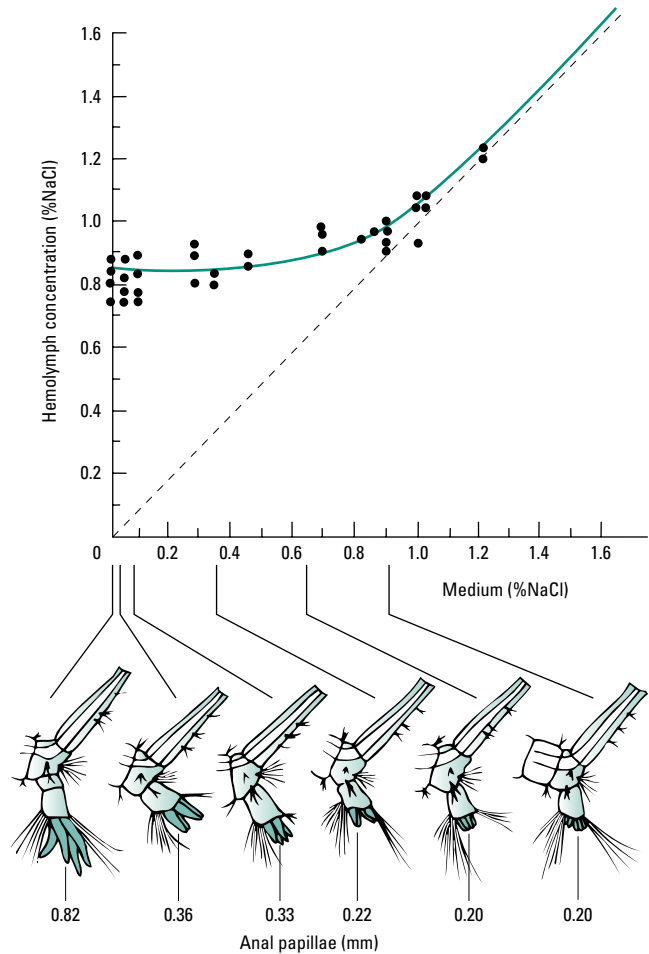 1.6
1.4
1.2
1.0
0.8
0.6
0.4
0.2
Hemolymph concentration (%NaCl)
0 0.2 0.4 0.6 0.8 1.0 1.2 1.4 1.6
Medium (%NaCl)
0.82 0.36 0.33 0.22 0.20 0.20
Anal papillae (mm)